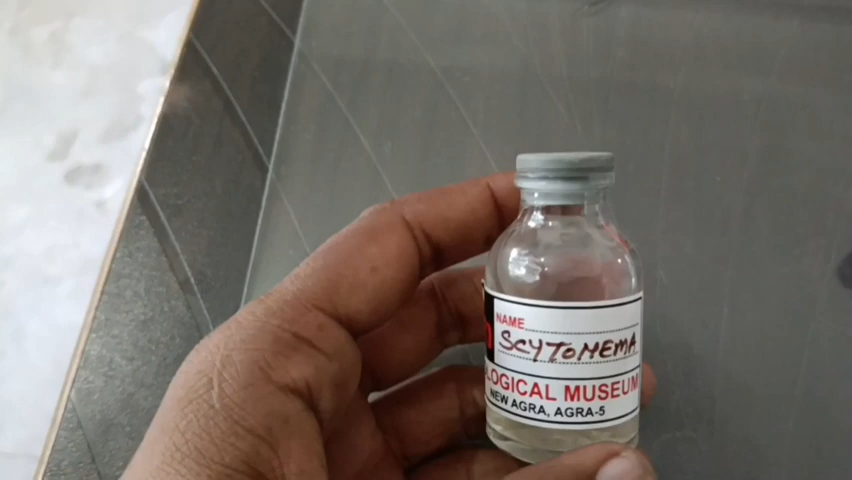 NAME
SCYTONEMA
LOGICAL MUSEUM
NEW AGRA, AGRA-5